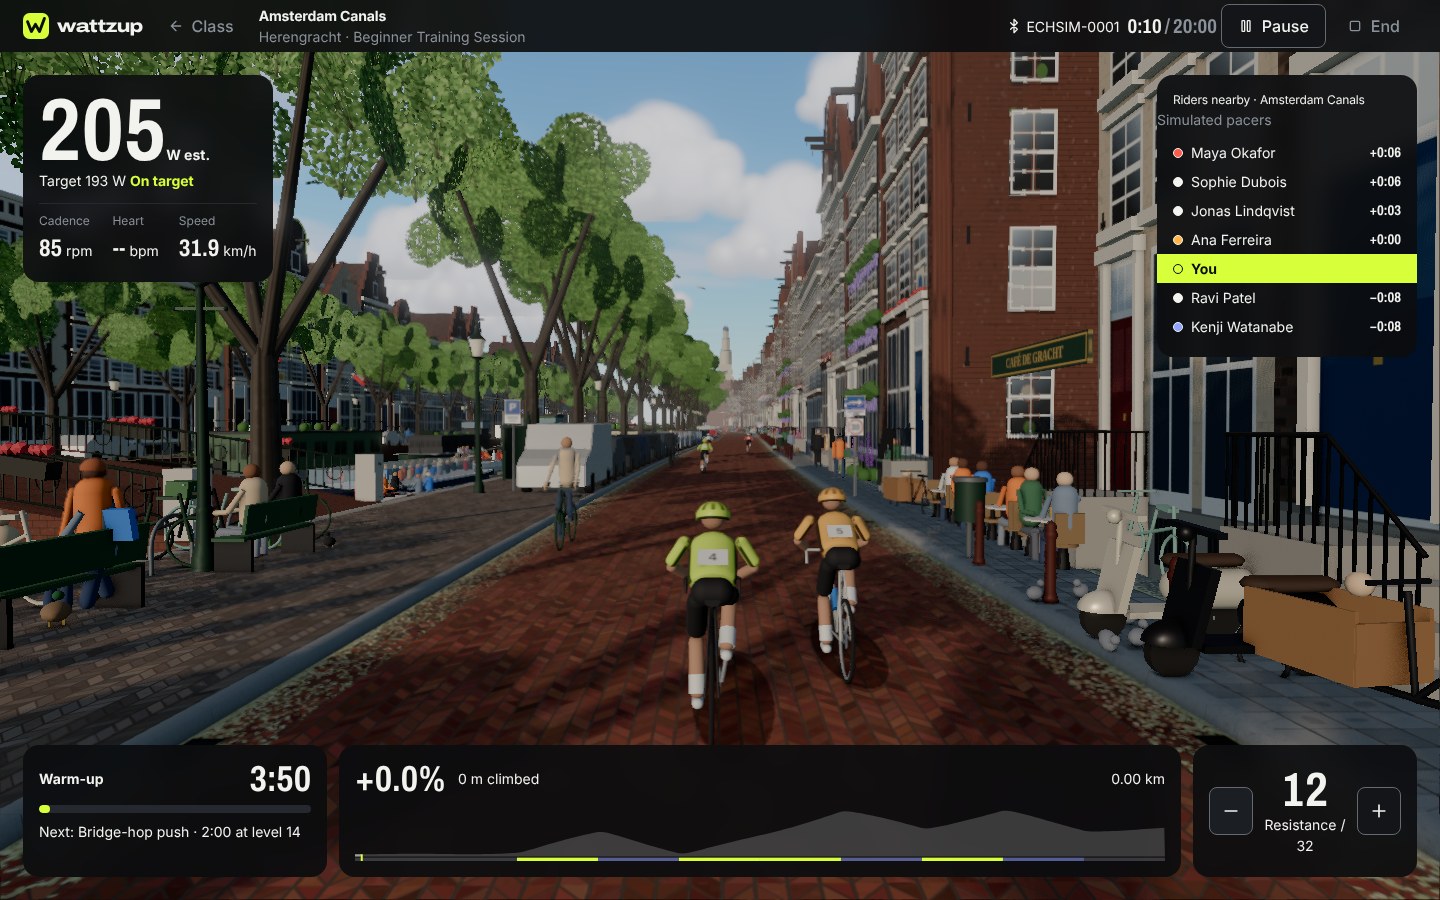 wattzup
Class
Amsterdam Canals
Herengracht · Beginner Training Session
ECHSIM-0001 0:10 / 20:00
Pause
End
205 W est.
Target 193 W On target
Cadence Heart Speed
85 rpm -- bpm 31.9 km/h
Riders nearby · Amsterdam Canals
Simulated pacers
Maya Okafor +0:06
Sophie Dubois +0:06
Jonas Lindqvist +0:03
Ana Ferreira +0:00
You
Ravi Patel −0:08
Kenji Watanabe −0:08
CAFÉ DE GRACHT
P
4
5
Warm-up 3:50
Next: Bridge-hop push · 2:00 at level 14
+0.0% 0 m climbed 0.00 km
12
Resistance /
32